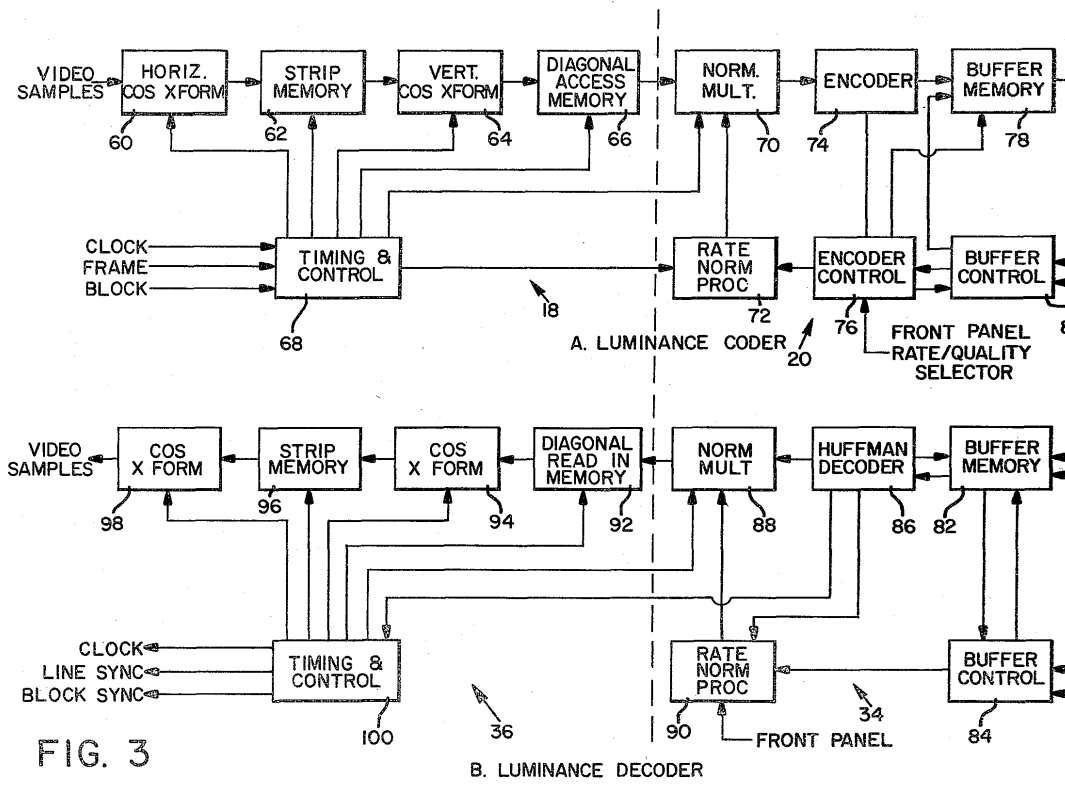 VIDEO
SAMPLES
HORIZ.
COS XFORM
60
STRIP
MEMORY
62
VERT.
COS XFORM
64
DIAGONAL
ACCESS
MEMORY
66
NORM.
MULT.
70
ENCODER
74
BUFFER
MEMORY
78
CLOCK
FRAME
BLOCK
TIMING &
CONTROL
68
18
RATE
NORM
PROC
72
ENCODER
CONTROL
76
BUFFER
CONTROL
8
A. LUMINANCE CODER
20
FRONT PANEL
RATE/QUALITY
SELECTOR
VIDEO
SAMPLES
COS
X FORM
98
STRIP
MEMORY
96
COS
X FORM
94
DIAGONAL
READ IN
MEMORY
92
NORM
MULT
88
HUFFMAN
DECODER
86
BUFFER
MEMORY
82
CLOCK
LINE SYNC
BLOCK SYNC
TIMING &
CONTROL
100
36
RATE
NORM
PROC
90
34
BUFFER
CONTROL
84
FRONT PANEL
FIG. 3
B. LUMINANCE DECODER